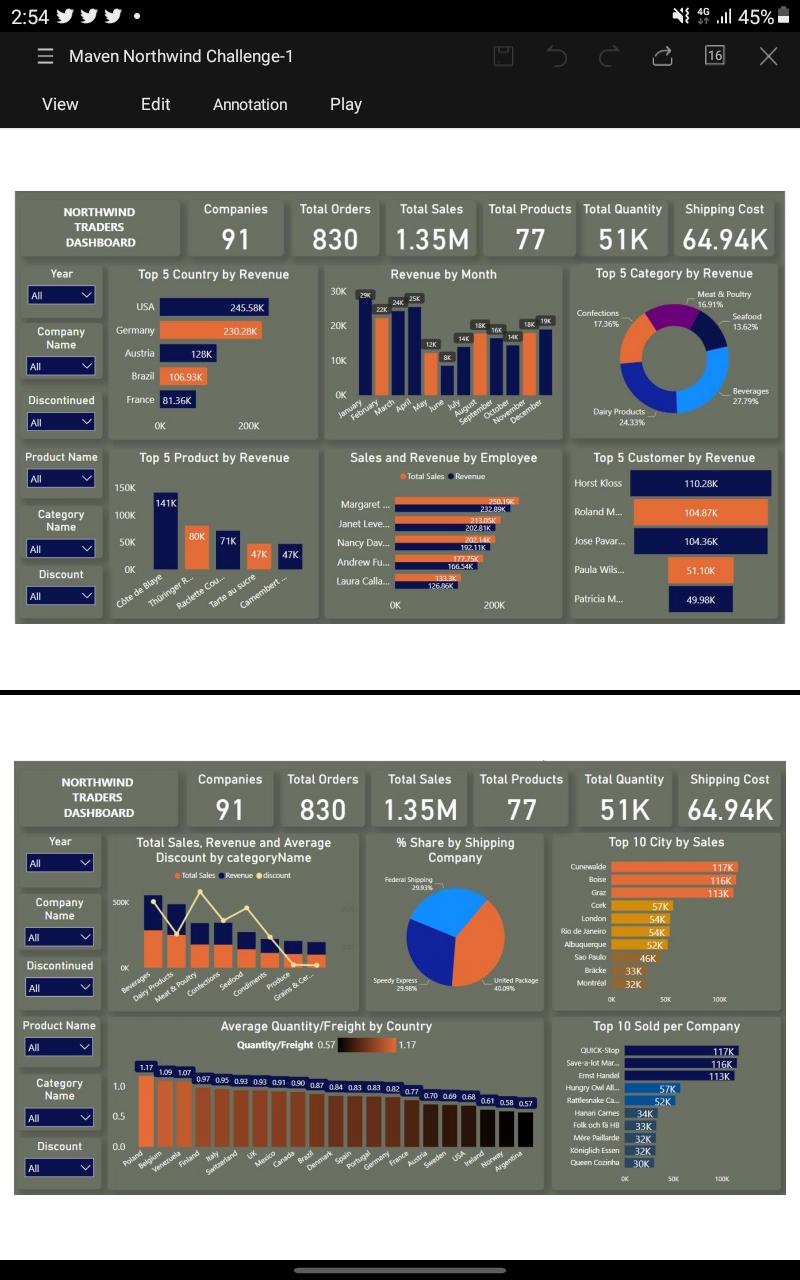 2:54
4G
45%
Maven Northwind Challenge-1
16
View Edit Annotation Play
NORTHWIND
TRADERS
DASHBOARD
Companies
91
Total Orders
830
Total Sales
1.35M
Total Products
77
Total Quantity
51K
Shipping Cost
64.94K
Year
All
Company
Name
All
Discontinued
All
Product Name
All
Category
Name
All
Discount
All
Top 5 Country by Revenue
USA 245.58K
Germany 230.28K
Austria 128K
Brazil 106.93K
France 81.36K
0K 200K
Revenue by Month
30K
20K
10K
0K
29K 22K 24K 25K 12K 8K 14K 18K 16K 14K 18K 19K
January February March April May June July August September October November December
Top 5 Category by Revenue
Meat & Poultry
16.91%
Seafood
13.62%
Beverages
27.79%
Dairy Products
24.33%
Confections
17.36%
Top 5 Product by Revenue
150K
100K
50K
0K
141K 80K 71K 47K 47K
Côte de Blaye Thüringer R... Raclette Cou... Tarte au sucre Camembert ...
Sales and Revenue by Employee
Total Sales Revenue
Margaret ... 250.19K
232.89K
Janet Leve... 213.05K
202.81K
Nancy Dav... 202.14K
192.11K
Andrew Fu... 177.75K
166.54K
Laura Calla... 133.3K
126.86K
0K 200K
Top 5 Customer by Revenue
Horst Kloss 110.28K
Roland M... 104.87K
Jose Pavar... 104.36K
Paula Wils... 51.10K
Patricia M... 49.98K
NORTHWIND
TRADERS
DASHBOARD
Companies
91
Total Orders
830
Total Sales
1.35M
Total Products
77
Total Quantity
51K
Shipping Cost
64.94K
Year
All
Company
Name
All
Discontinued
All
Product Name
All
Category
Name
All
Discount
All
Total Sales, Revenue and Average
Discount by categoryName
Total Sales Revenue discount
500K
0K
Beverages Dairy Products Meat & Poultry Confections Seafood Condiments Produce Grains & Cer...
% Share by Shipping
Company
Federal Shipping
29.93%
Speedy Express
29.98%
United Package
40.09%
Top 10 City by Sales
Cunewalde 117K
Boise 116K
Graz 113K
Cork 57K
London 54K
Rio de Janeiro 54K
Albuquerque 52K
Sao Paulo 46K
Bräcke 33K
Montréal 32K
0K 50K 100K
Average Quantity/Freight by Country
Quantity/Freight 0.57 1.17
1.0
0.5
0.0
1.17 1.09 1.07 0.97 0.95 0.93 0.93 0.91 0.90 0.87 0.84 0.83 0.83 0.82 0.77 0.70 0.69 0.68 0.61 0.58 0.57
Poland Belgium Venezuela Finland Italy Switzerland UK Mexico Canada Brazil Denmark Spain Portugal Germany France Austria Sweden USA Ireland Norway Argentina
Top 10 Sold per Company
QUICK-Stop 117K
Save-a-lot Mar... 116K
Ernst Handel 113K
Hungry Owl All... 57K
Rattlesnake Ca... 52K
Hanari Carnes 34K
Folk och fä HB 33K
Mère Paillarde 32K
Königlich Essen 32K
Queen Cozinha 30K
0K 50K 100K